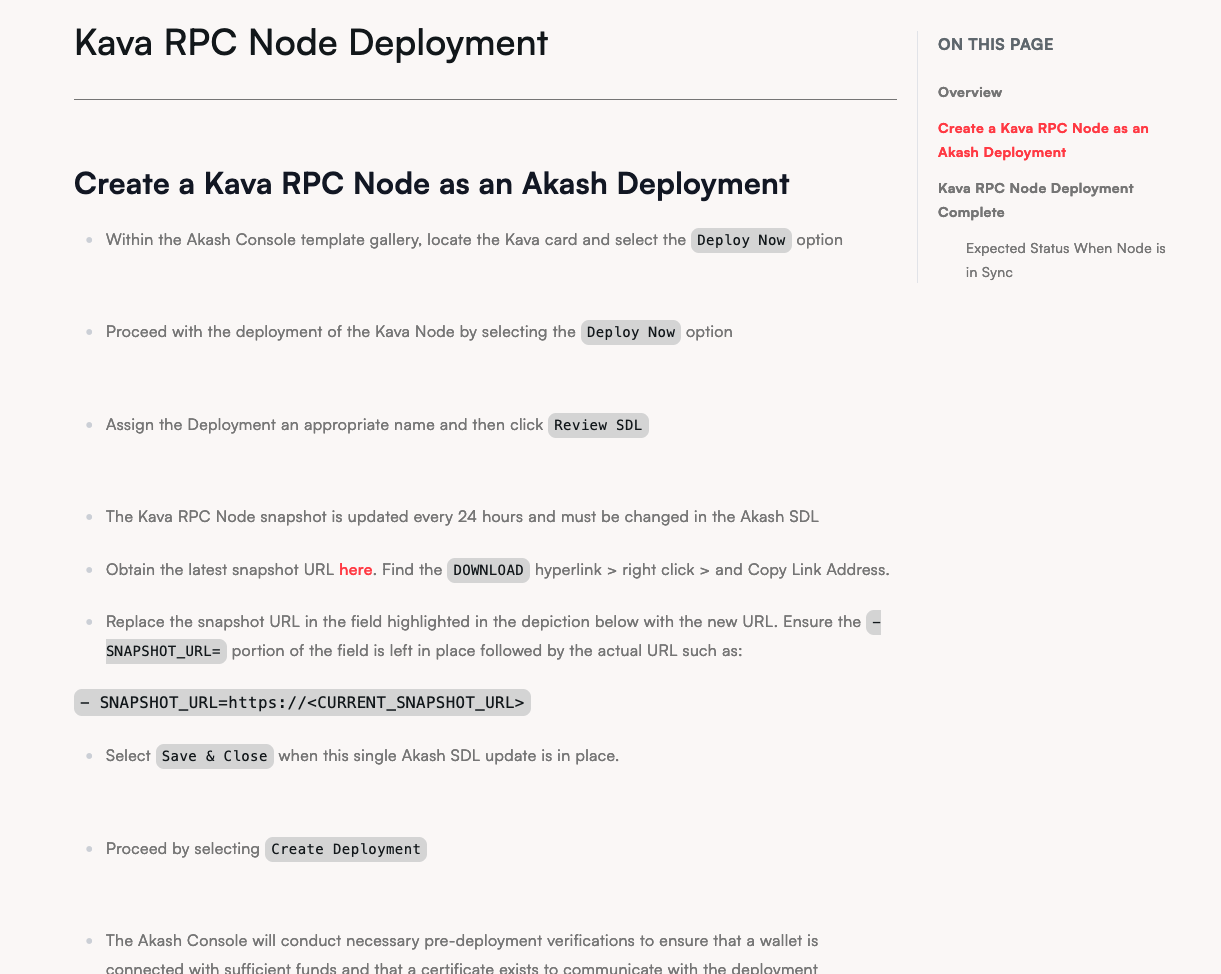 Kava RPC Node Deployment
Create a Kava RPC Node as an Akash Deployment
Within the Akash Console template gallery, locate the Kava card and select the Deploy Now option
Proceed with the deployment of the Kava Node by selecting the Deploy Now option
Assign the Deployment an appropriate name and then click Review SDL
The Kava RPC Node snapshot is updated every 24 hours and must be changed in the Akash SDL
Obtain the latest snapshot URL here. Find the DOWNLOAD hyperlink > right click > and Copy Link Address.
Replace the snapshot URL in the field highlighted in the depiction below with the new URL. Ensure the -
SNAPSHOT_URL= portion of the field is left in place followed by the actual URL such as:
- SNAPSHOT_URL=https://<CURRENT_SNAPSHOT_URL>
Select Save & Close when this single Akash SDL update is in place.
Proceed by selecting Create Deployment
The Akash Console will conduct necessary pre-deployment verifications to ensure that a wallet is
connected with sufficient funds and that a certificate exists to communicate with the deployment
ON THIS PAGE
Overview
Create a Kava RPC Node as an
Akash Deployment
Kava RPC Node Deployment
Complete
Expected Status When Node is
in Sync